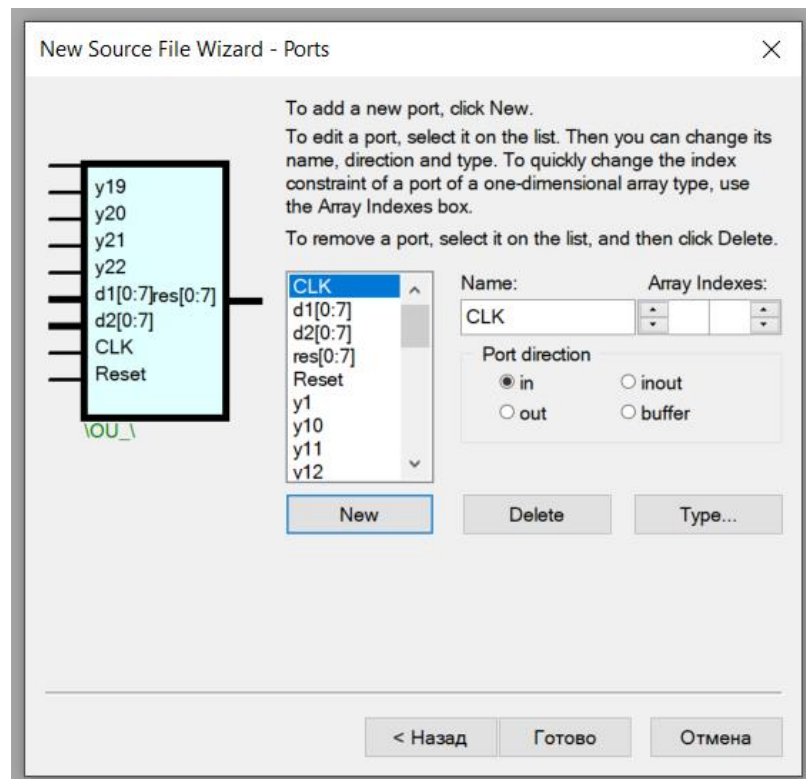 New Source File Wizard - Ports
To add a new port, click New.
To edit a port, select it on the list. Then you can change its
name, direction and type. To quickly change the index
constraint of a port of a one-dimensional array type, use
the Array Indexes box.
To remove a port, select it on the list, and then click Delete.
y19
y20
y21
y22
d1[0:7]res[0:7]
d2[0:7]
CLK
Reset
\OU_\
CLK
d1[0:7]
d2[0:7]
res[0:7]
Reset
y1
y10
y11
y12
Name: Array Indexes:
CLK
Port direction
in inout
out buffer
New Delete Type...
< Назад Готово Отмена